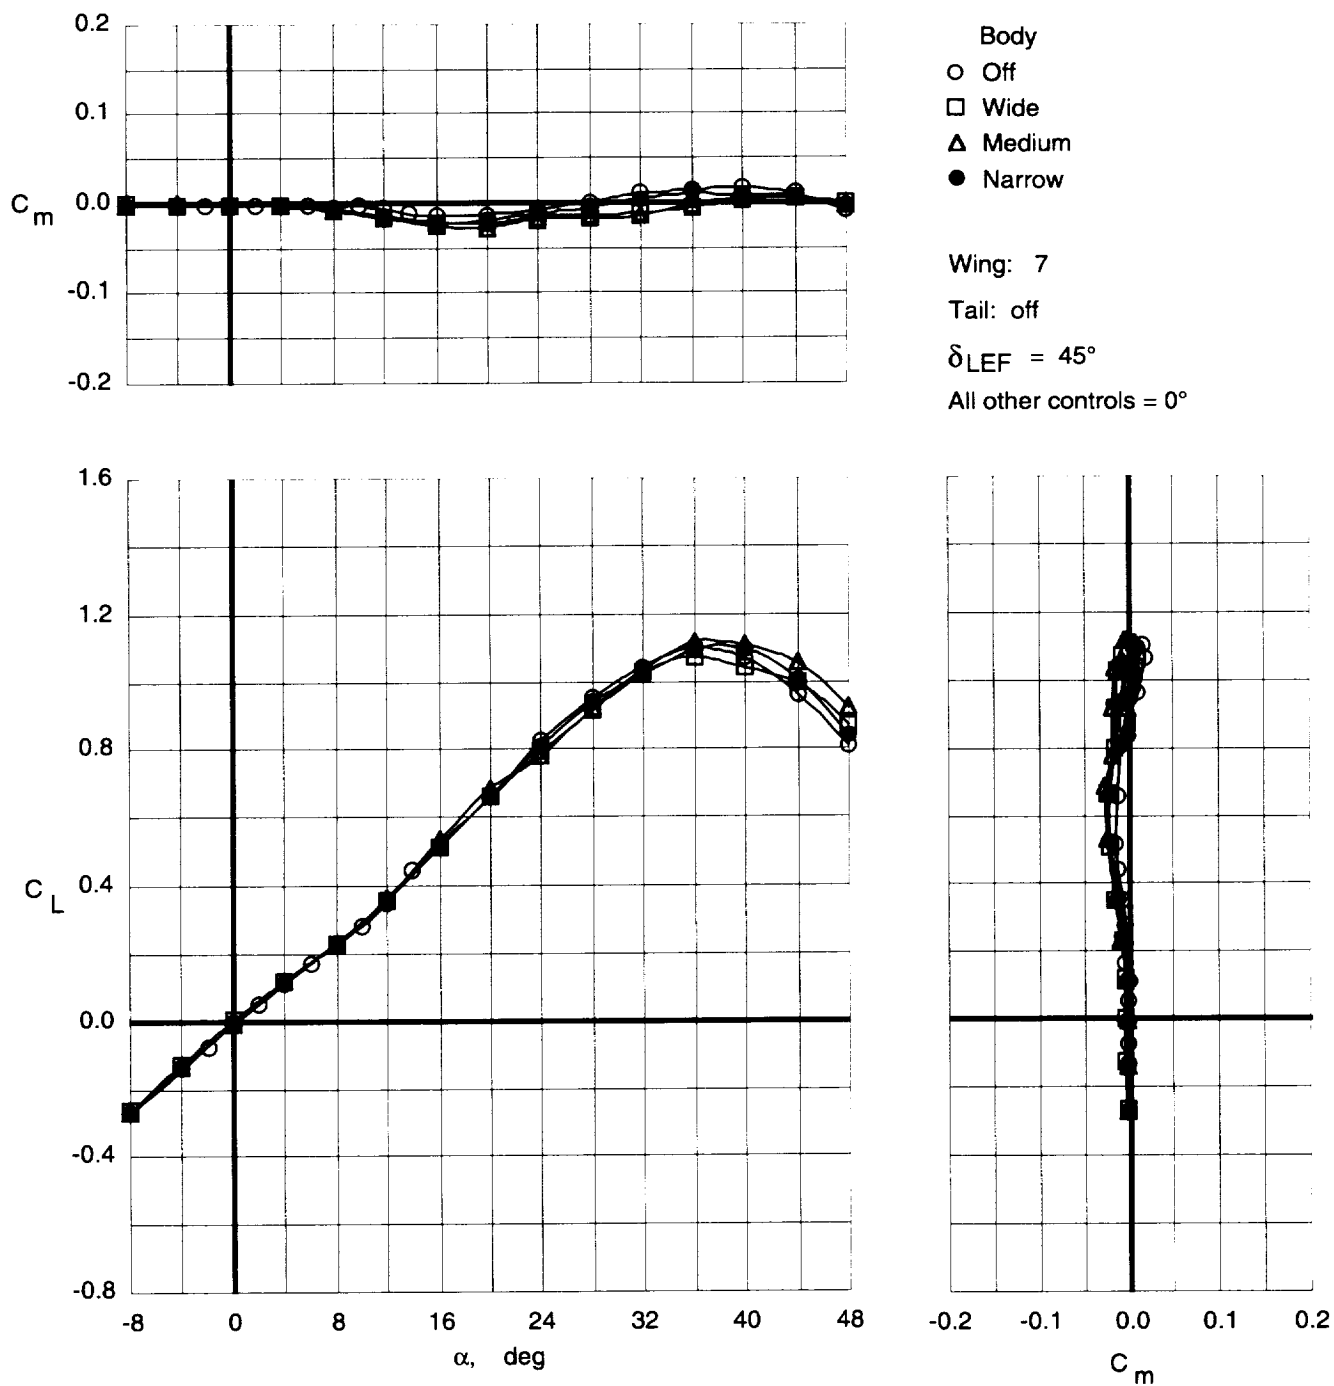 0.2
0.1
C m 0.0
-0.1
-0.2
Body
Off
Wide
Medium
Narrow
Wing: 7
Tail: off
δLEF = 45°
All other controls = 0°
1.6
1.2
0.8
C L 0.4
0.0
-0.4
-0.8
-8 0 8 16 24 32 40 48
α, deg
-0.2 -0.1 0.0 0.1 0.2
C m